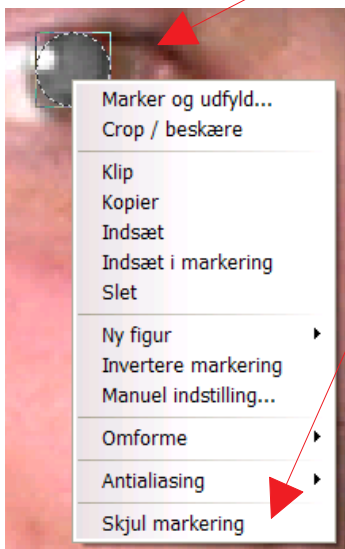 Marker og udfyld...
Crop / beskære
Klip
Kopier
Indsæt
Indsæt i markering
Slet
Ny figur
Invertere markering
Manuel indstilling...
Omforme
Antialiasing
Skjul markering